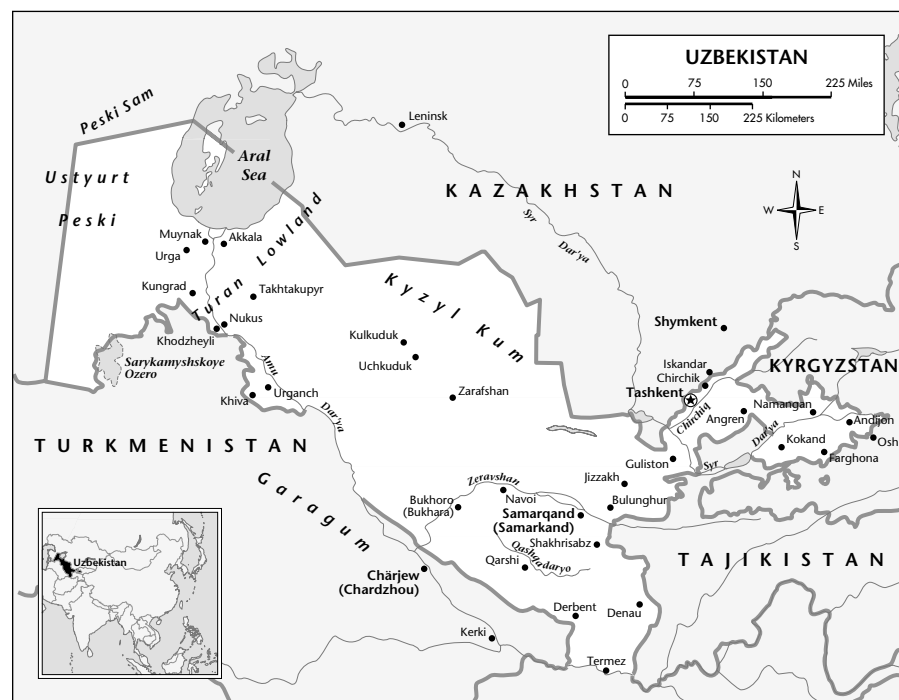 UZBEKISTAN
0 75 150 225 Miles
0 75 150 225 Kilometers
N
W E
S
Peski Sam
Aral
Sea
Leninsk
Ustyurt
Peski
KAZAKHSTAN
Syr
Dar'ya
Turan Lowland
Muynak
Akkala
Urga
Kungrad
Takhtakupyr
Nukus
Khodzheyli
Kyzyl Kum
Shymkent
Sarykamyshskoye
Ozero
Amu
Dar'ya
Kulkuduk
Uchkuduk
Iskandar
Chirchik
KYRGYZSTAN
Tashkent
Chirchiq
Khiva
Urganch
Zarafshan
Angren
Namangan
Andijon
Dar'ya
Osh
Kokand
Farghona
TURKMENISTAN
Guliston
Syr
Garagum
Jizzakh
Zeravshan
Navoi
Bulunghur
Bukhoro
(Bukhara)
Samarqand
(Samarkand)
Shakhrisabz
Qashqadaryo
Qarshi
TAJIKISTAN
Chärjew
(Chardzhou)
Derbent
Denau
Kerki
Termez
Uzbekistan